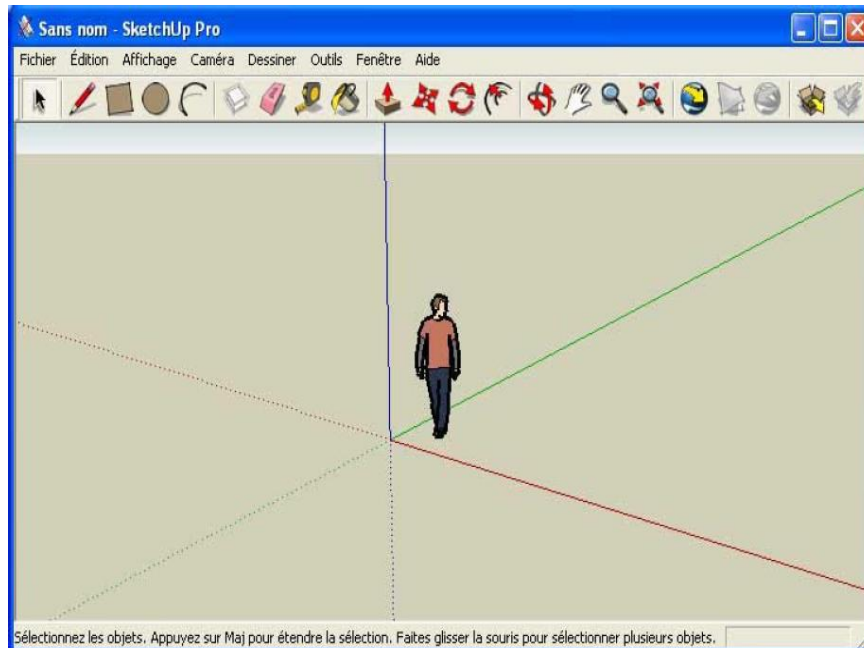 Sans nom - SketchUp Pro
Fichier Édition Affichage Caméra Dessiner Outils Fenêtre Aide
Sélectionnez les objets. Appuyez sur Maj pour étendre la sélection. Faites glisser la souris pour sélectionner plusieurs objets.